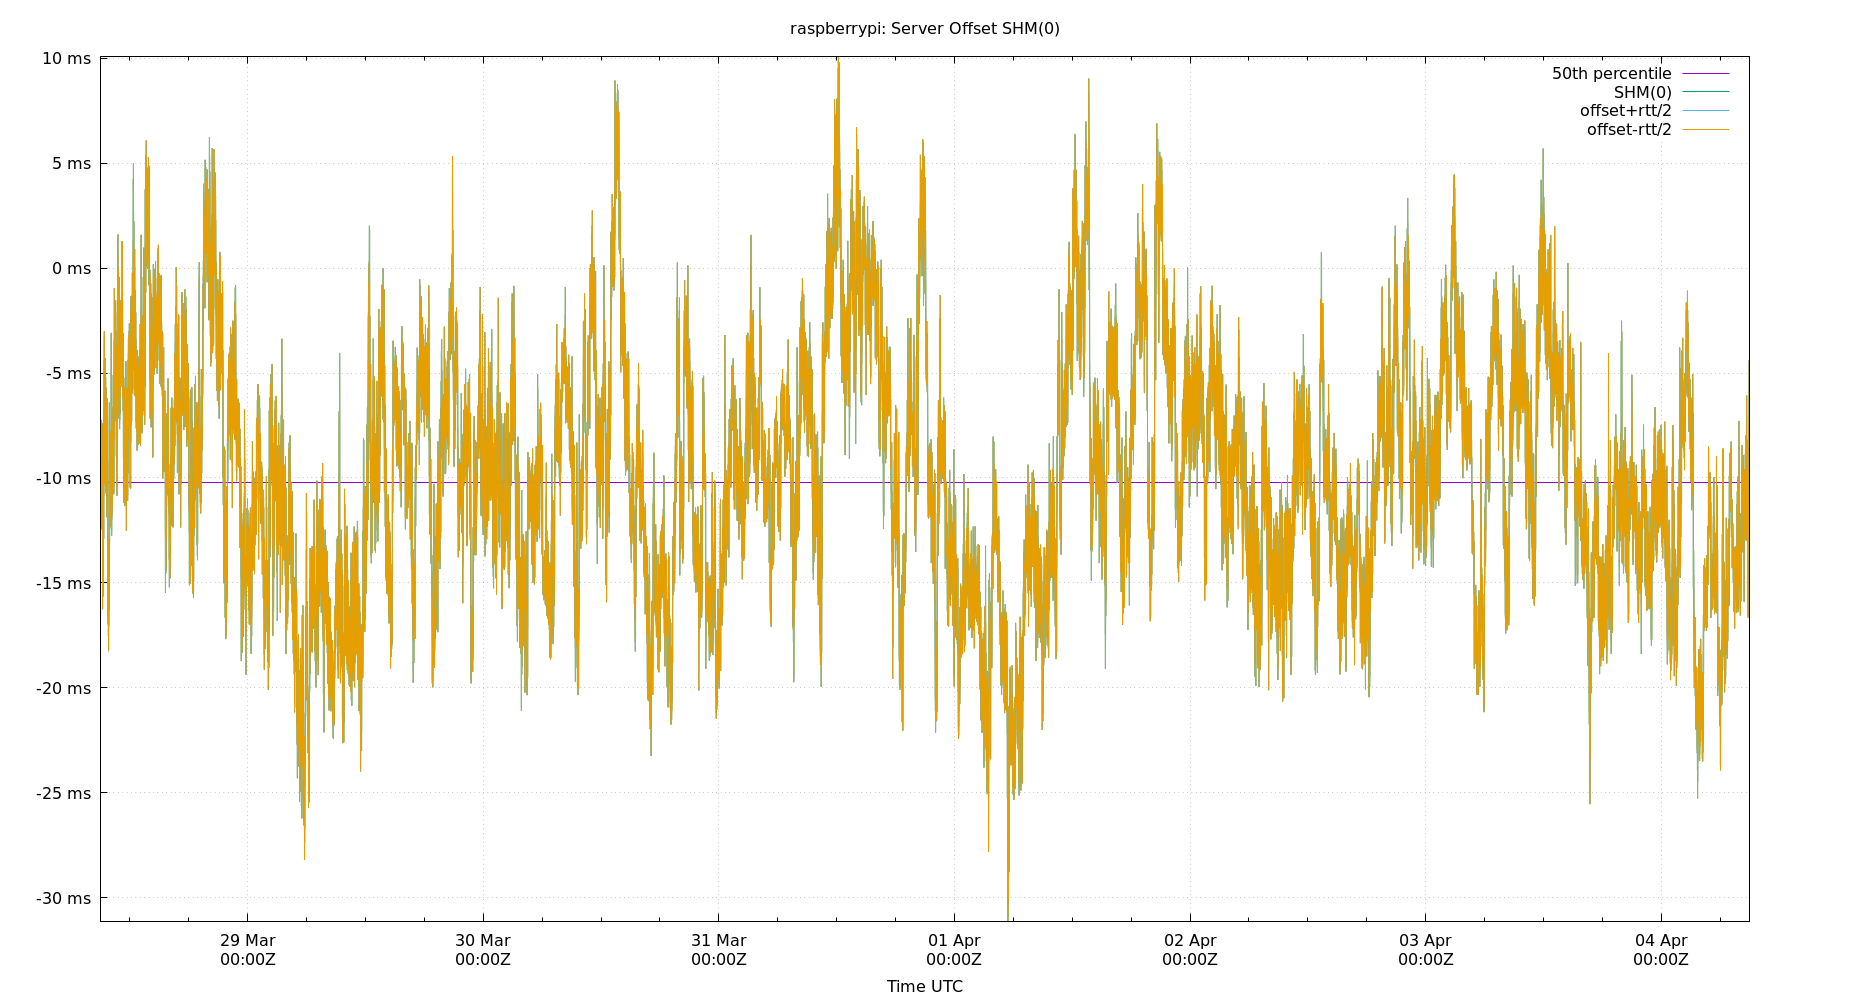 raspberrypi: Server Offset SHM(0)
10 ms
5 ms
0 ms
-5 ms
-10 ms
-15 ms
-20 ms
-25 ms
-30 ms
50th percentile
SHM(0)
offset+rtt/2
offset-rtt/2
29 Mar
00:00Z
30 Mar
00:00Z
31 Mar
00:00Z
01 Apr
00:00Z
02 Apr
00:00Z
03 Apr
00:00Z
04 Apr
00:00Z
Time UTC